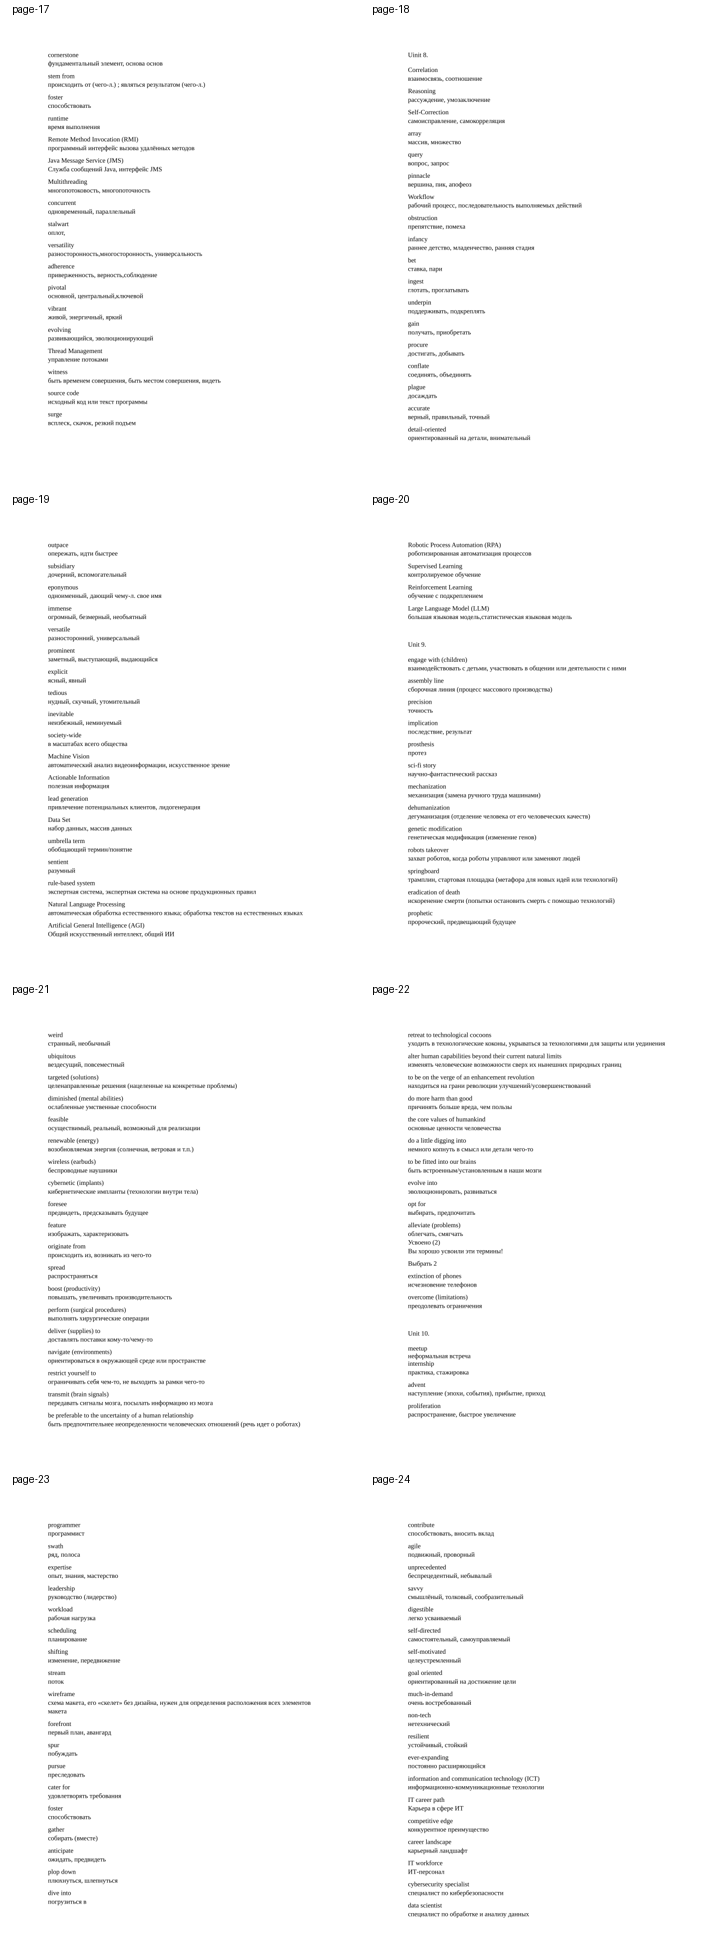 page-17
cornerstone
фундаментальный элемент, основа основ
stem from
происходить от (чего-л.) ; являться результатом (чего-л.)
foster
способствовать
runtime
время выполнения
Remote Method Invocation (RMI)
программный интерфейс вызова удалённых методов
Java Message Service (JMS)
Служба сообщений Java, интерфейс JMS
Multithreading
многопотоковость, многопоточность
concurrent
одновременный, параллельный
stalwart
оплот,
versatility
разносторонность,многосторонность, универсальность
adherence
приверженность, верность,соблюдение
pivotal
основной, центральный,ключевой
vibrant
живой, энергичный, яркий
evolving
развивающийся, эволюционирующий
Thread Management
управление потоками
witness
быть временем совершения, быть местом совершения, видеть
source code
исходный код или текст программы
surge
всплеск, скачок, резкий подъем
page-18
Uinit 8.
Correlation
взаимосвязь, соотношение
Reasoning
рассуждение, умозаключение
Self-Correction
самоисправление, самокоррекция
array
массив, множество
query
вопрос, запрос
pinnacle
вершина, пик, апофеоз
Workflow
рабочий процесс, последовательность выполняемых действий
obstruction
препятствие, помеха
infancy
раннее детство, младенчество, ранняя стадия
bet
ставка, пари
ingest
глотать, проглатывать
underpin
поддерживать, подкреплять
gain
получать, приобретать
procure
достигать, добывать
conflate
соединять, объединять
plague
досаждать
accurate
верный, правильный, точный
detail-oriented
ориентированный на детали, внимательный
page-19
outpace
опережать, идти быстрее
subsidiary
дочерний, вспомогательный
eponymous
одноименный, дающий чему-л. свое имя
immense
огромный, безмерный, необъятный
versatile
разносторонний, универсальный
prominent
заметный, выступающий, выдающийся
explicit
ясный, явный
tedious
нудный, скучный, утомительный
inevitable
неизбежный, неминуемый
society-wide
в масштабах всего общества
Machine Vision
автоматический анализ видеоинформации, искусственное зрение
Actionable Information
полезная информация
lead generation
привлечение потенциальных клиентов, лидогенерация
Data Set
набор данных, массив данных
umbrella term
обобщающий термин/понятие
sentient
разумный
rule-based system
экспертная система, экспертная система на основе продукционных правил
Natural Language Processing
автоматическая обработка естественного языка; обработка текстов на естественных языках
Artificial General Intelligence (AGI)
Общий искусственный интеллект, общий ИИ
page-20
Robotic Process Automation (RPA)
роботизированная автоматизация процессов
Supervised Learning
контролируемое обучение
Reinforcement Learning
обучение с подкреплением
Large Language Model (LLM)
большая языковая модель,статистическая языковая модель
Unit 9.
engage with (children)
взаимодействовать с детьми, участвовать в общении или деятельности с ними
assembly line
сборочная линия (процесс массового производства)
precision
точность
implication
последствие, результат
prosthesis
протез
sci-fi story
научно-фантастический рассказ
mechanization
механизация (замена ручного труда машинами)
dehumanization
дегуманизация (отделение человека от его человеческих качеств)
genetic modification
генетическая модификация (изменение генов)
robots takeover
захват роботов, когда роботы управляют или заменяют людей
springboard
трамплин, стартовая площадка (метафора для новых идей или технологий)
eradication of death
искоренение смерти (попытки остановить смерть с помощью технологий)
prophetic
пророческий, предвещающий будущее
page-21
weird
странный, необычный
ubiquitous
вездесущий, повсеместный
targeted (solutions)
целенаправленные решения (нацеленные на конкретные проблемы)
diminished (mental abilities)
ослабленные умственные способности
feasible
осуществимый, реальный, возможный для реализации
renewable (energy)
возобновляемая энергия (солнечная, ветровая и т.п.)
wireless (earbuds)
беспроводные наушники
cybernetic (implants)
кибернетические импланты (технологии внутри тела)
foresee
предвидеть, предсказывать будущее
feature
изображать, характеризовать
originate from
происходить из, возникать из чего-то
spread
распространяться
boost (productivity)
повышать, увеличивать производительность
perform (surgical procedures)
выполнять хирургические операции
deliver (supplies) to
доставлять поставки кому-то/чему-то
navigate (environments)
ориентироваться в окружающей среде или пространстве
restrict yourself to
ограничивать себя чем-то, не выходить за рамки чего-то
transmit (brain signals)
передавать сигналы мозга, посылать информацию из мозга
be preferable to the uncertainty of a human relationship
быть предпочтительнее неопределенности человеческих отношений (речь идет о роботах)
page-22
retreat to technological cocoons
уходить в технологические коконы, укрываться за технологиями для защиты или уединения
alter human capabilities beyond their current natural limits
изменять человеческие возможности сверх их нынешних природных границ
to be on the verge of an enhancement revolution
находиться на грани революции улучшений/усовершенствований
do more harm than good
причинять больше вреда, чем пользы
the core values of humankind
основные ценности человечества
do a little digging into
немного копнуть в смысл или детали чего-то
to be fitted into our brains
быть встроенным/установленным в наши мозги
evolve into
эволюционировать, развиваться
opt for
выбирать, предпочитать
alleviate (problems)
облегчать, смягчать
Усвоено (2)
Вы хорошо усвоили эти термины!
Выбрать 2
extinction of phones
исчезновение телефонов
overcome (limitations)
преодолевать ограничения
Unit 10.
meetup
неформальная встреча
internship
практика, стажировка
advent
наступление (эпохи, события), прибытие, приход
proliferation
распространение, быстрое увеличение
page-23
programmer
программист
swath
ряд, полоса
expertise
опыт, знания, мастерство
leadership
руководство (лидерство)
workload
рабочая нагрузка
scheduling
планирование
shifting
изменение, передвижение
stream
поток
wireframe
схема макета, его «скелет» без дизайна, нужен для определения расположения всех элементов
макета
forefront
первый план, авангард
spur
побуждать
pursue
преследовать
cater for
удовлетворять требования
foster
способствовать
gather
собирать (вместе)
anticipate
ожидать, предвидеть
plop down
плюхнуться, шлепнуться
dive into
погрузиться в
page-24
contribute
способствовать, вносить вклад
agile
подвижный, проворный
unprecedented
беспрецедентный, небывалый
savvy
смышлёный, толковый, сообразительный
digestible
легко усваиваемый
self-directed
самостоятельный, самоуправляемый
self-motivated
целеустремленный
goal oriented
ориентированный на достижение цели
much-in-demand
очень востребованный
non-tech
нетехнический
resilient
устойчивый, стойкий
ever-expanding
постоянно расширяющийся
information and communication technology (ICT)
информационно-коммуникационные технологии
IT career path
Карьера в сфере ИТ
competitive edge
конкурентное преимущество
career landscape
карьерный ландшафт
IT workforce
ИТ-персонал
cybersecurity specialist
специалист по кибербезопасности
data scientist
специалист по обработке и анализу данных